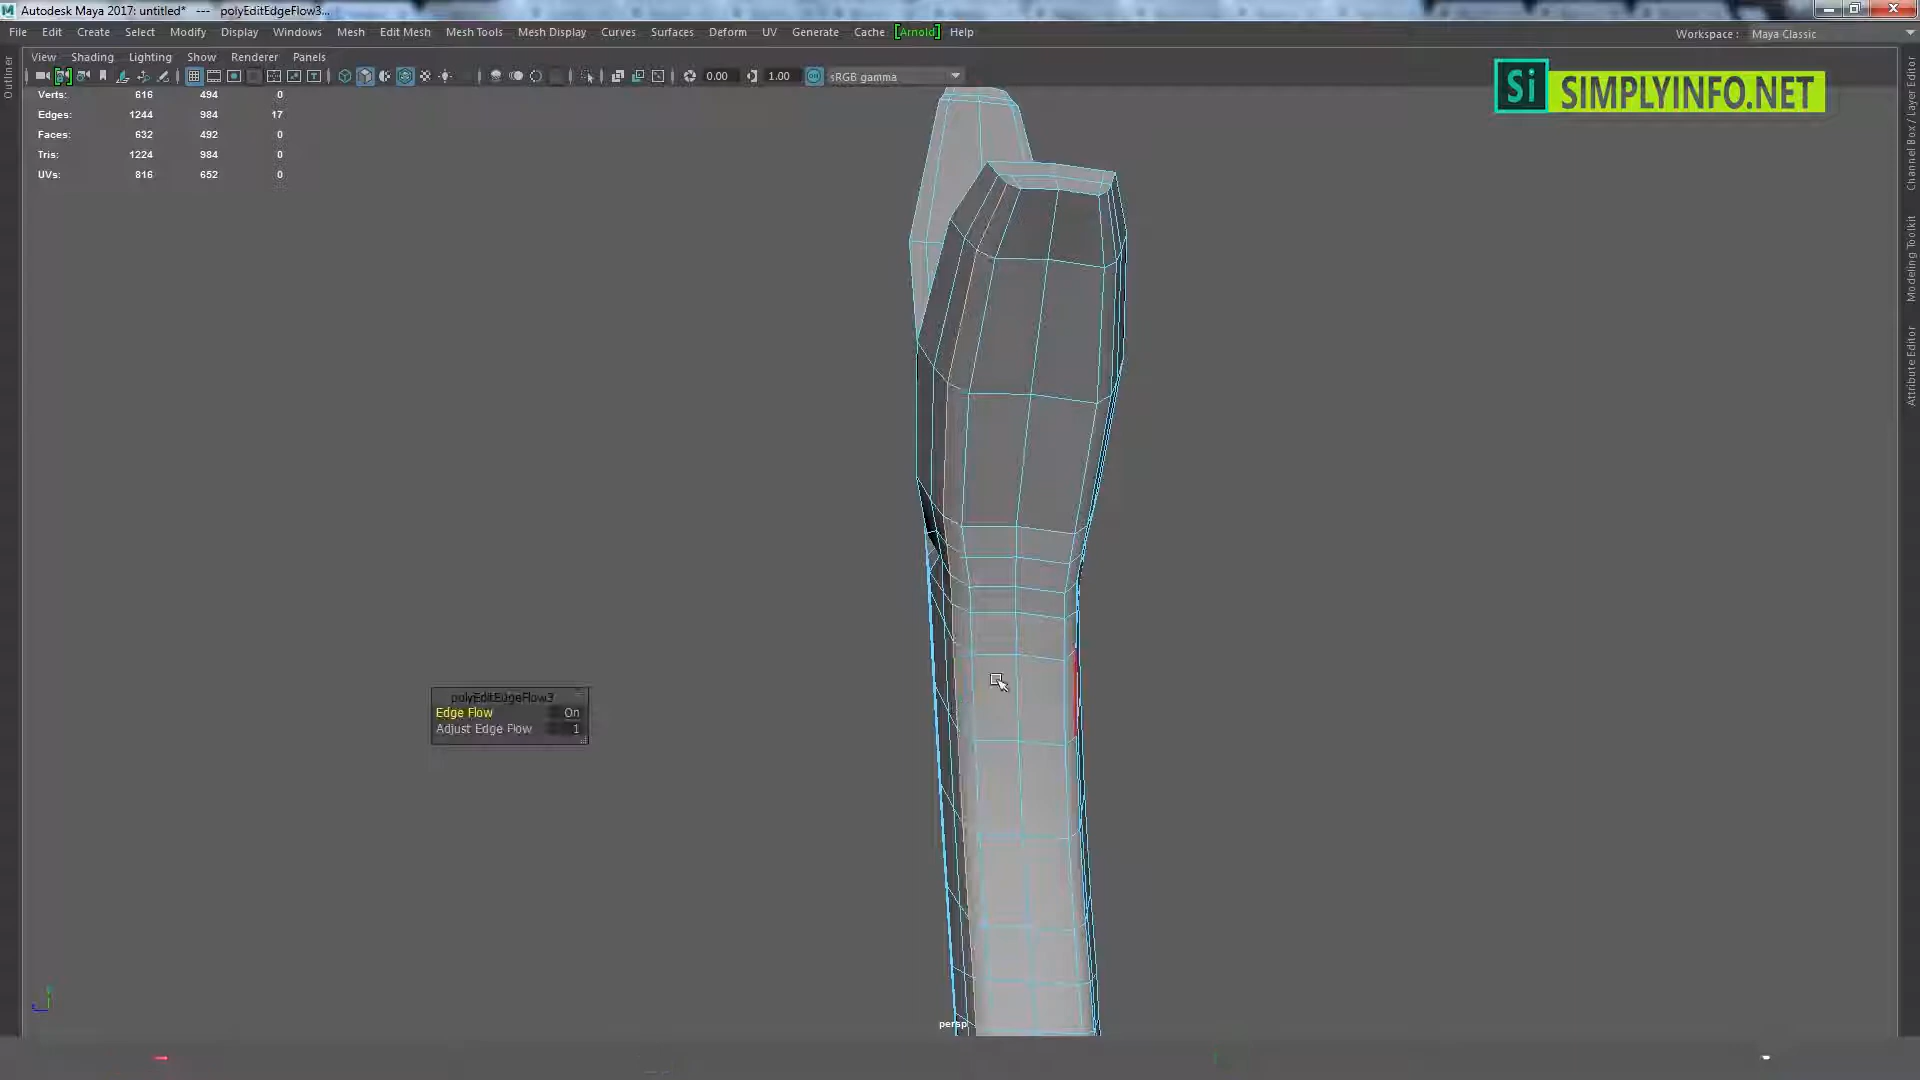 Autodesk Maya 2017: untitled*   ---   polyEditEdgeFlow3...
File Edit Create Select Modify Display Windows Mesh Edit Mesh Mesh Tools Mesh Display Curves Surfaces Deform UV Generate Cache [Arnold] Help
Workspace : Maya Classic
View Shading Lighting Show Renderer Panels
0.00 1.00 sRGB gamma
Si SIMPLYINFO.NET
Outliner
Channel Box / Layer Editor
Modeling Toolkit
Attribute Editor
Verts: 616 494 0
Edges: 1244 984 17
Faces: 632 492 0
Tris: 1224 984 0
UVs: 816 652 0
polyEditEdgeFlow3
Edge Flow On
Adjust Edge Flow 1
persp